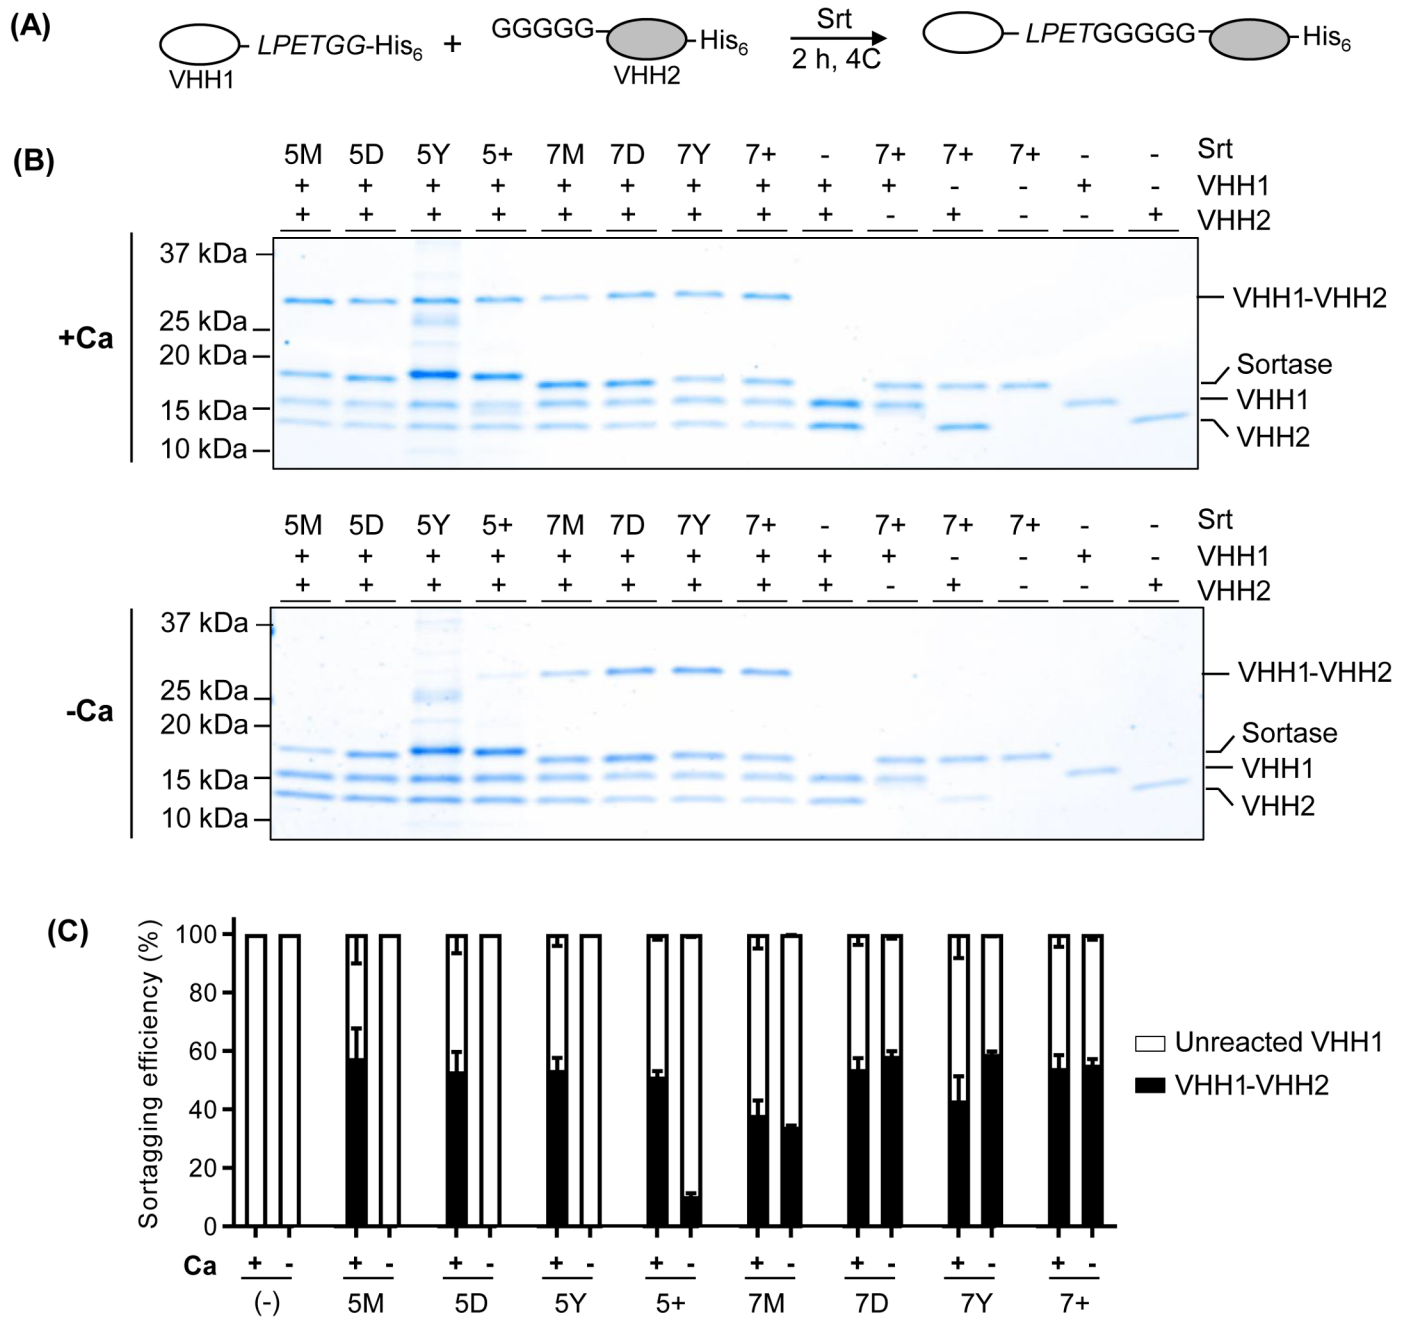 (A)
VHH1
LPETGG-His6
+
GGGGG
VHH2
His6
Srt
2 h, 4C
LPETGGGGG
His6
(B)
5M 5D 5Y 5+ 7M 7D 7Y 7+ - 7+ 7+ 7+ - - Srt
+ + + + + + + + + + - - + - VHH1
+ + + + + + + + + - + - - + VHH2
+Ca
37 kDa
25 kDa
20 kDa
15 kDa
10 kDa
VHH1-VHH2
Sortase
VHH1
VHH2
5M 5D 5Y 5+ 7M 7D 7Y 7+ - 7+ 7+ 7+ - - Srt
+ + + + + + + + + + - - + - VHH1
+ + + + + + + + + - + - - + VHH2
-Ca
37 kDa
25 kDa
20 kDa
15 kDa
10 kDa
VHH1-VHH2
Sortase
VHH1
VHH2
(C)
Sortagging efficiency (%)
100
80
60
40
20
0
Unreacted VHH1
VHH1-VHH2
Ca + - + - + - + - + - + - + - + - + -
(-) 5M 5D 5Y 5+ 7M 7D 7Y 7+